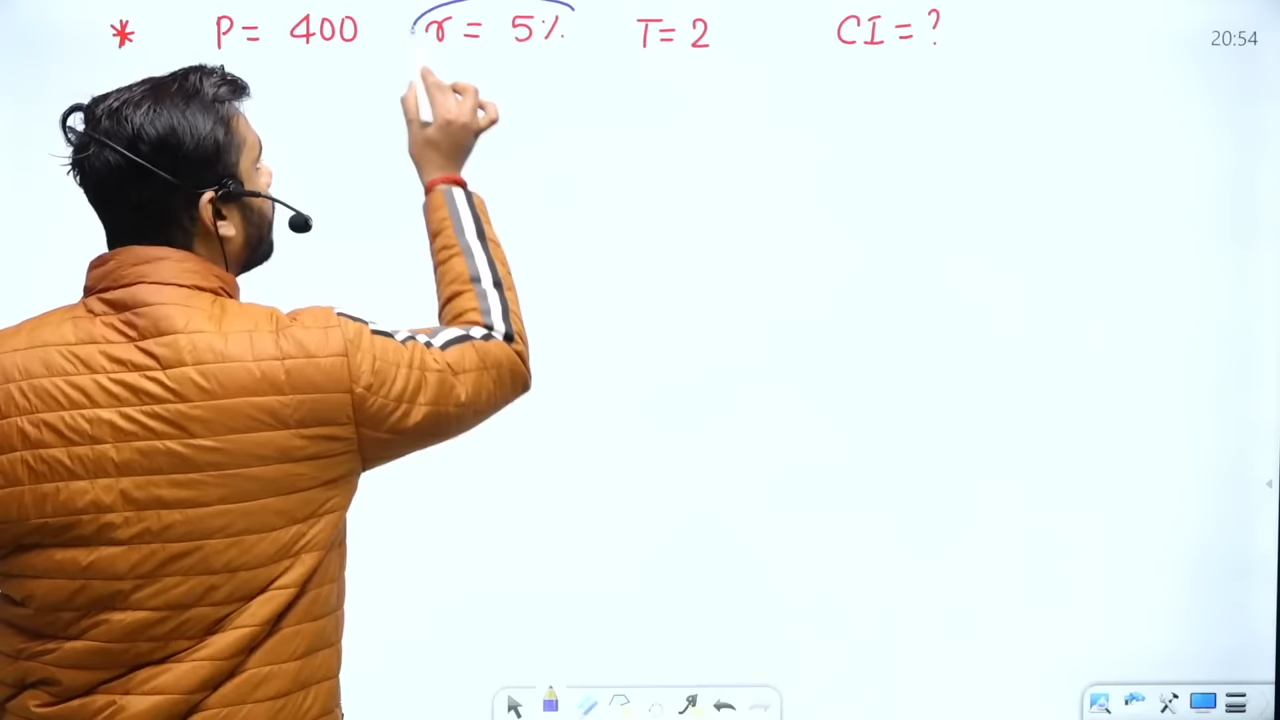 * P = 400 r = 5% T = 2 CI = ? 20:54